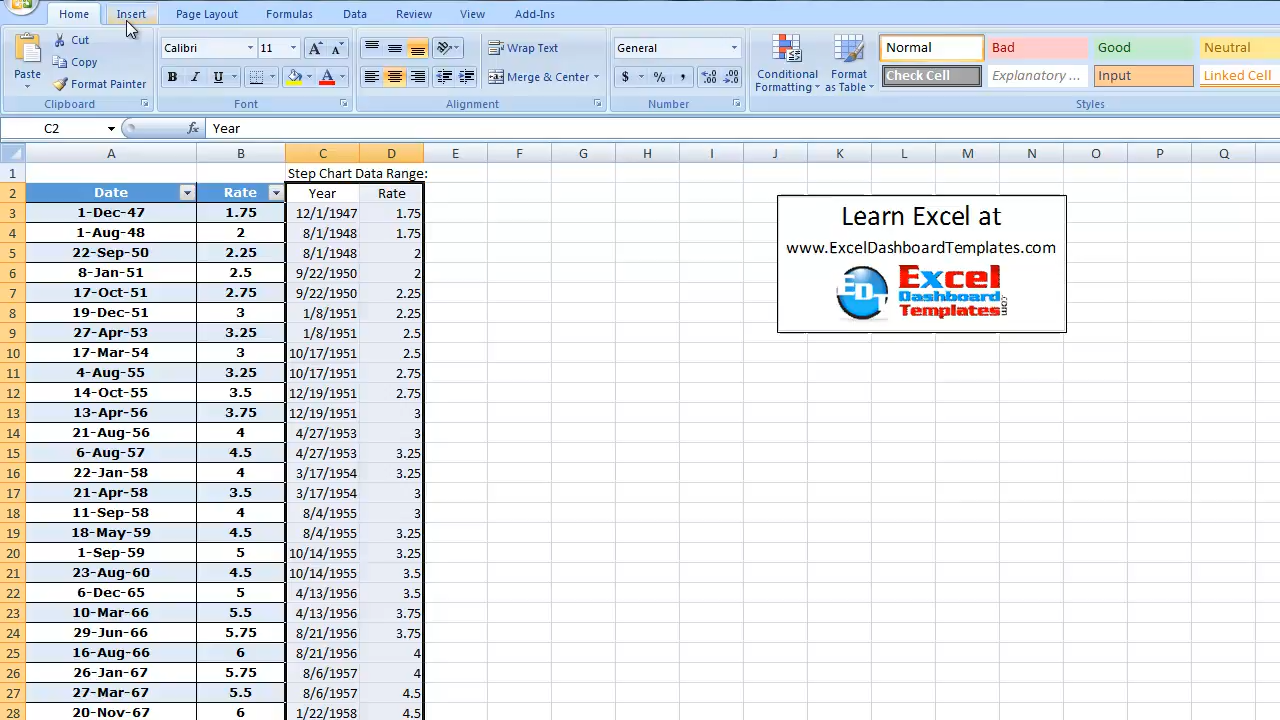 Home Insert Page Layout Formulas Data Review View Add-Ins
Paste
Cut
Copy
Format Painter
Clipboard
Calibri 11
B I U
Font
Wrap Text
Merge & Center
Alignment
General
$ % ,
Number
Conditional Formatting
Format as Table
Normal Bad Good Neutral
Check Cell Explanatory ... Input Linked Cell
Styles
C2 fx Year
A B C D E F G H I J K L M N O P Q
1 Step Chart Data Range:
2 Date Rate Year Rate
3 1-Dec-47 1.75 12/1/1947 1.75
4 1-Aug-48 2 8/1/1948 1.75
5 22-Sep-50 2.25 8/1/1948 2
6 8-Jan-51 2.5 9/22/1950 2
7 17-Oct-51 2.75 9/22/1950 2.25
8 19-Dec-51 3 1/8/1951 2.25
9 27-Apr-53 3.25 1/8/1951 2.5
10 17-Mar-54 3 10/17/1951 2.5
11 4-Aug-55 3.25 10/17/1951 2.75
12 14-Oct-55 3.5 12/19/1951 2.75
13 13-Apr-56 3.75 12/19/1951 3
14 21-Aug-56 4 4/27/1953 3
15 6-Aug-57 4.5 4/27/1953 3.25
16 22-Jan-58 4 3/17/1954 3.25
17 21-Apr-58 3.5 3/17/1954 3
18 11-Sep-58 4 8/4/1955 3
19 18-May-59 4.5 8/4/1955 3.25
20 1-Sep-59 5 10/14/1955 3.25
21 23-Aug-60 4.5 10/14/1955 3.5
22 6-Dec-65 5 4/13/1956 3.5
23 10-Mar-66 5.5 4/13/1956 3.75
24 29-Jun-66 5.75 8/21/1956 3.75
25 16-Aug-66 6 8/21/1956 4
26 26-Jan-67 5.75 8/6/1957 4
27 27-Mar-67 5.5 8/6/1957 4.5
28 20-Nov-67 6 1/22/1958 4.5
Learn Excel at
www.ExcelDashboardTemplates.com
EDT
Excel
Dashboard
Templates.com